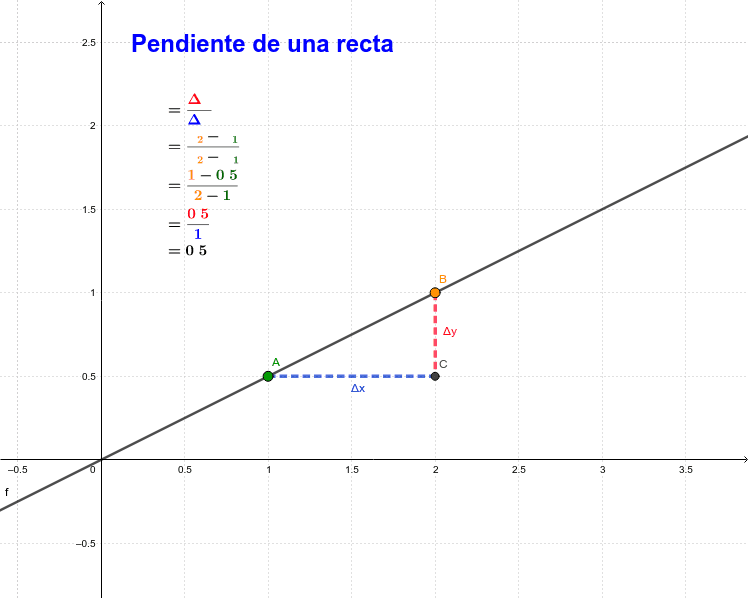 Pendiente de una recta
= Δ / Δ
= ₂ − ₁ / ₂ − ₁
= 1 − 0 5 / 2 − 1
= 0 5 / 1
= 0 5
2.5
2
1.5
1
0.5
−0.5
B
Δy
A
C
Δx
−0.5 0 0.5 1 1.5 2 2.5 3 3.5
f